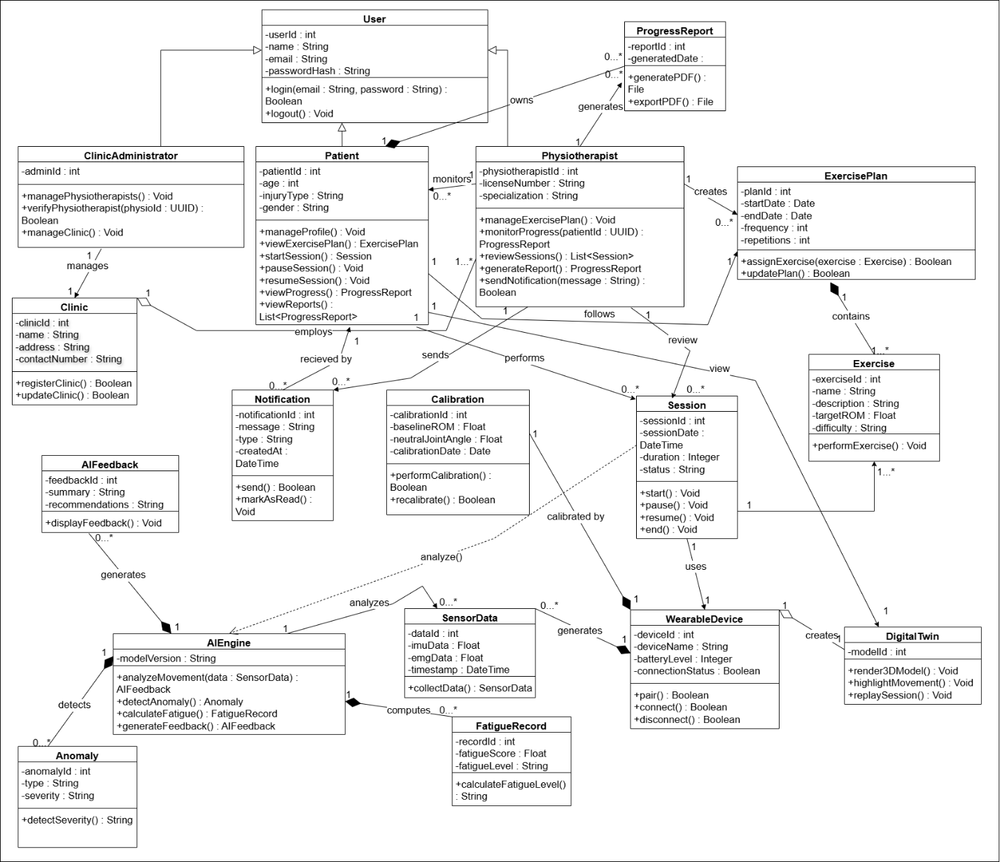 User
-userId : int
-name : String
-email : String
-passwordHash : String
+login(email : String, password : String) :
Boolean
+logout() : Void
ProgressReport
-reportId : int
-generatedDate :
+generatePDF() :
File
+exportPDF() : File
0...*
0...*
owns
generates
1
1
ClinicAdministrator
-adminId : int
+managePhysiotherapists() : Void
+verifyPhysiotherapist(physioId : UUID) :
Boolean
+manageClinic() : Void
Patient
-patientId : int
-age : int
-injuryType : String
-gender : String
+manageProfile() : Void
+viewExercisePlan() : ExercisePlan
+startSession() : Session
+pauseSession() : Void
+resumeSession() : Void
+viewProgress() : ProgressReport
+viewReports() :
List<ProgressReport>
monitors
1
0...*
Physiotherapist
-physiotherapistId : int
-licenseNumber : String
-specialization : String
+manageExercisePlan() : Void
+monitorProgress(patientId : UUID) :
ProgressReport
+reviewSessions() : List<Session>
+generateReport() : ProgressReport
+sendNotification(message : String) :
Boolean
1
creates
0...*
ExercisePlan
-planId : int
-startDate : Date
-endDate : Date
-frequency : int
-repetitions : int
+assignExercise(exercise : Exercise) : Boolean
+updatePlan() : Boolean
1
manages
1
1
Clinic
-clinicId : int
-name : String
-address : String
-contactNumber : String
+registerClinic() : Boolean
+updateClinic() : Boolean
employs
1...*
1
1
follows
1
1
1
view
1
performs
0...*
1
review
0...*
1
sends
0...*
1
recieved by
0...*
1
contains
1...*
Exercise
-exerciseId : int
-name : String
-description : String
-targetROM : Float
-difficulty : String
+performExercise() : Void
1...*
1
Notification
-notificationId : int
-message : String
-type : String
-createdAt :
DateTime
+send() : Boolean
+markAsRead() :
Void
Calibration
-calibrationId : int
-baselineROM : Float
-neutralJointAngle : Float
-calibrationDate : Date
+performCalibration() :
Boolean
+recalibrate() : Boolean
1
calibrated by
1
Session
-sessionId : int
-sessionDate :
DateTime
-duration : Integer
-status : String
+start() : Void
+pause() : Void
+resume() : Void
+end() : Void
1
uses
1
AIFeedback
-feedbackId : int
-summary : String
-recommendations : String
+displayFeedback() : Void
0...*
generates
1
analyze()
analyzes
1
0...*
SensorData
-dataId : int
-imuData : Float
-emgData : Float
-timestamp : DateTime
+collectData() : SensorData
0...*
generates
1
WearableDevice
-deviceId : int
-deviceName : String
-batteryLevel : Integer
-connectionStatus : Boolean
+pair() : Boolean
+connect() : Boolean
+disconnect() : Boolean
1
creates
1
DigitalTwin
-modelId : int
+render3DModel() : Void
+highlightMovement() : Void
+replaySession() : Void
AIEngine
-modelVersion : String
+analyzeMovement(data : SensorData) :
AIFeedback
+detectAnomaly() : Anomaly
+calculateFatigue() : FatigueRecord
+generateFeedback() : AIFeedback
1
detects
0...*
1
computes
0...*
FatigueRecord
-recordId : int
-fatigueScore : Float
-fatigueLevel : String
+calculateFatigueLevel()
: String
Anomaly
-anomalyId : int
-type : String
-severity : String
+detectSeverity() : String